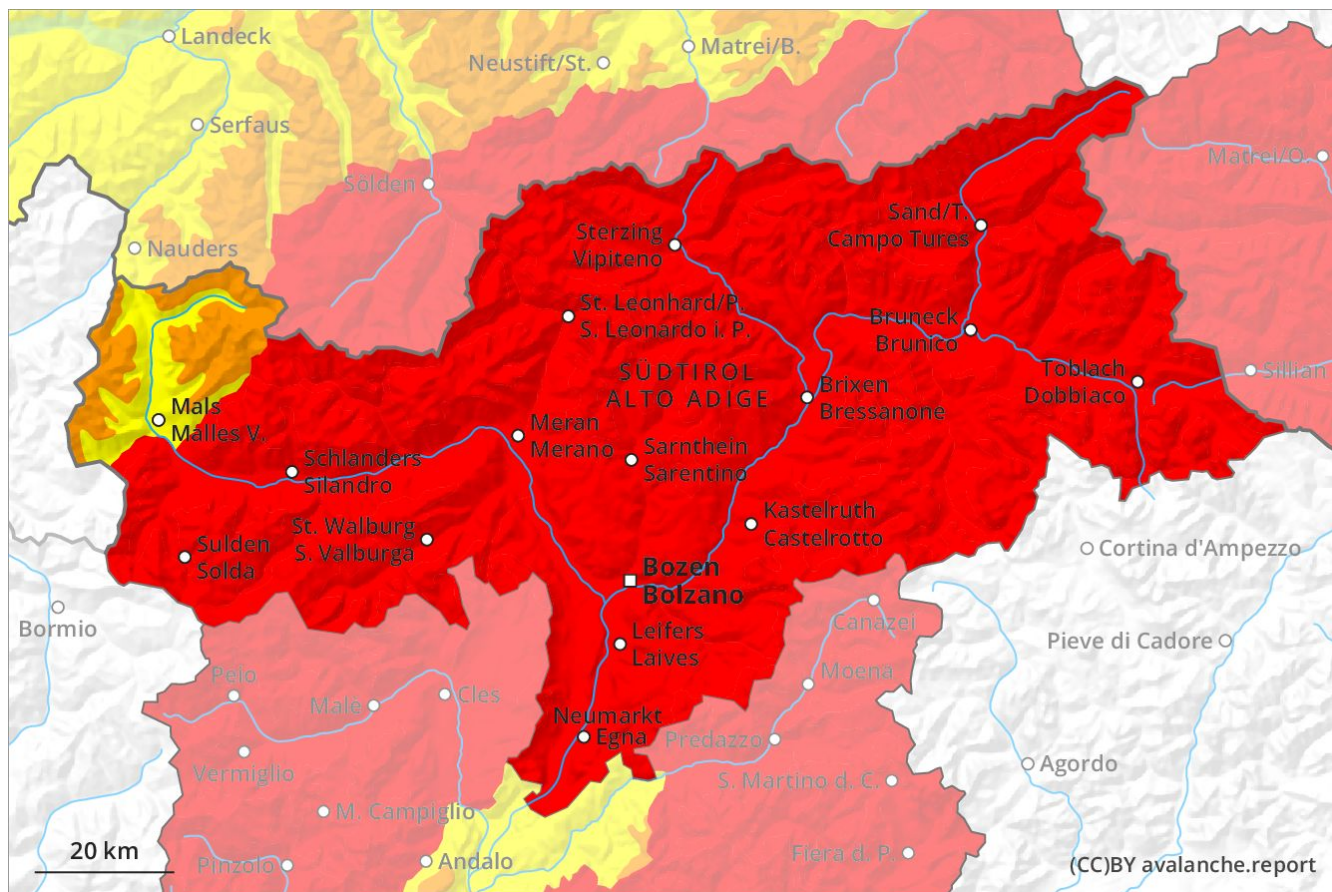 Landeck
Matrei/B.
Neustift/St.
Serfaus
Matrei/O.
Sölden
Sand/T.
Campo Tures
Sterzing
Vipiteno
Nauders
St. Leonhard/P.
S. Leonardo i. P.
Bruneck
Brunico
Toblach
Dobbiaco
Sillian
SÜDTIROL
ALTO ADIGE
Brixen
Bressanone
Mals
Malles V.
Meran
Merano
Sarnthein
Sarentino
Schlanders
Silandro
Kastelruth
Castelrotto
St. Walburg
S. Valburga
Sulden
Solda
Cortina d'Ampezzo
Bozen
Bolzano
Bormio
Canazei
Leifers
Laives
Pieve di Cadore
Peio
Moena
Malè
Cles
Neumarkt
Egna
Predazzo
Vermiglio
Agordo
S. Martino d. C.
M. Campiglio
20 km
Pinzolo
Andalo
Fiera d. P.
(CC)BY avalanche.report